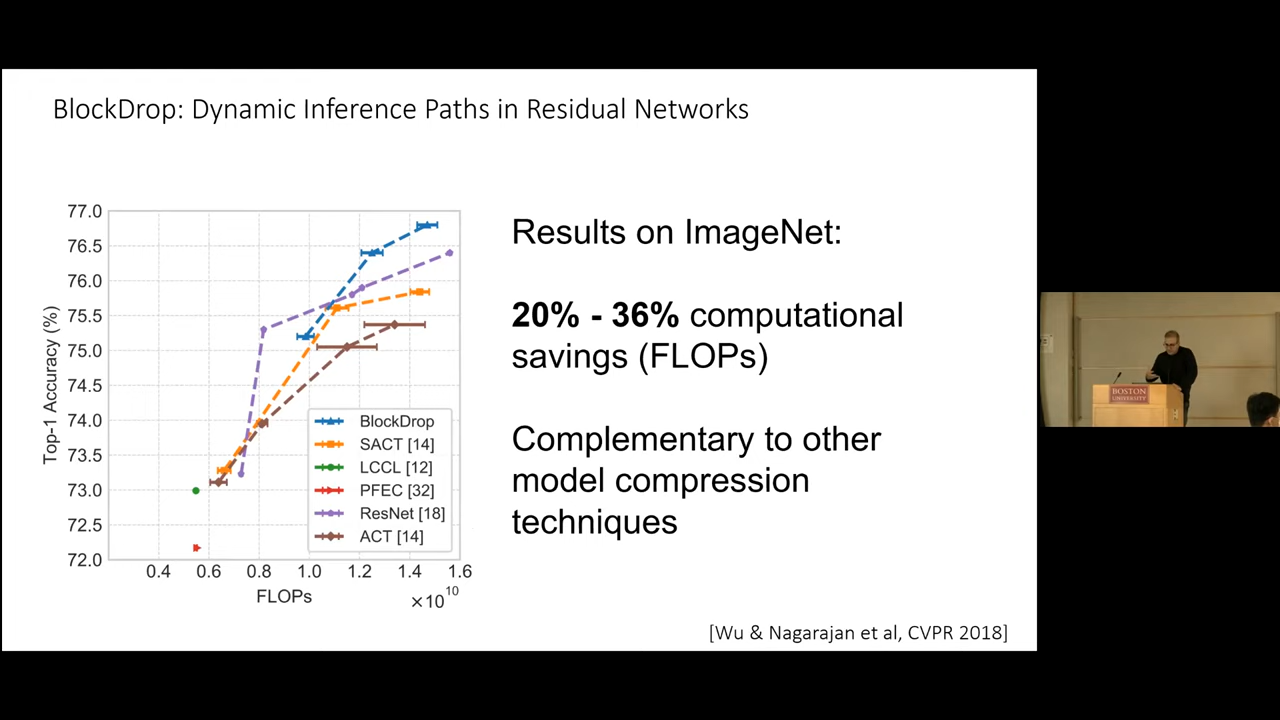 BlockDrop: Dynamic Inference Paths in Residual Networks
77.0
76.5
76.0
75.5
75.0
74.5
74.0
73.5
73.0
72.5
72.0
Top-1 Accuracy (%)
0.4 0.6 0.8 1.0 1.2 1.4 1.6
FLOPs
×10^10
BlockDrop
SACT [14]
LCCL [12]
PFEC [32]
ResNet [18]
ACT [14]
Results on ImageNet:
20% - 36% computational
savings (FLOPs)
Complementary to other
model compression
techniques
[Wu & Nagarajan et al, CVPR 2018]
BOSTON
UNIVERSITY